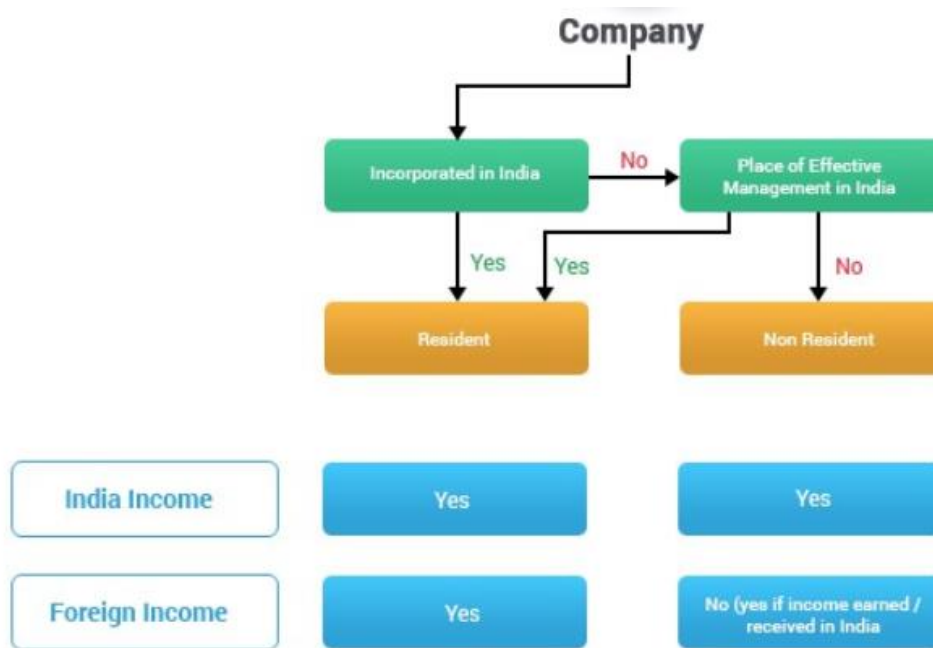 Company
Incorporated in India
No
Place of Effective
Management in India
Yes
Yes
No
Resident
Non Resident
India Income
Yes
Yes
Foreign Income
Yes
No (yes if income earned /
received in India